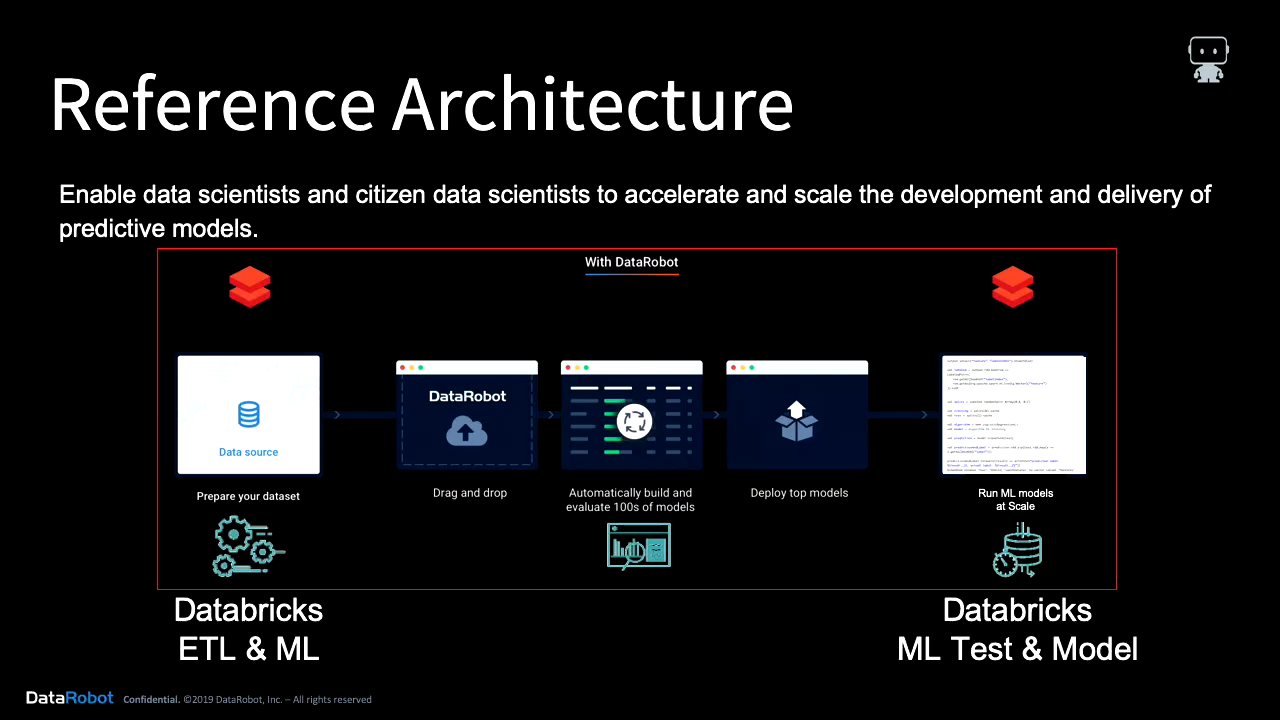 Reference Architecture
Enable data scientists and citizen data scientists to accelerate and scale the development and delivery of
predictive models.
With DataRobot
Data source
DataRobot
Prepare your dataset
Drag and drop
Automatically build and
evaluate 100s of models
Deploy top models
Run ML models
at Scale
Databricks
ETL & ML
Databricks
ML Test & Model
DataRobot Confidential. ©2019 DataRobot, Inc. – All rights reserved